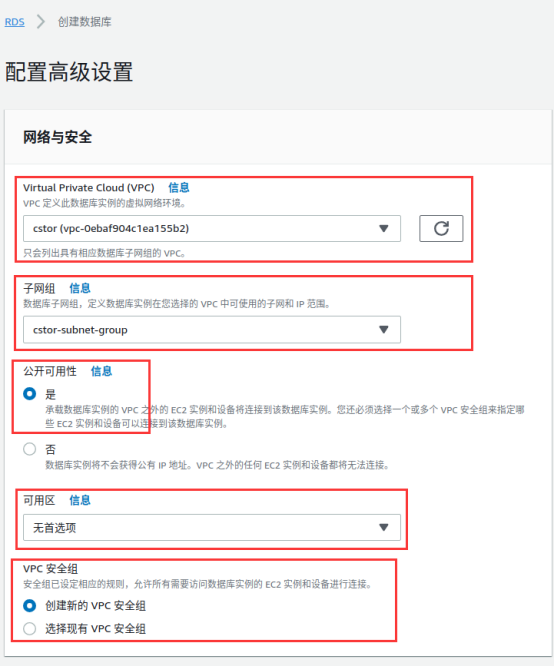 RDS > 创建数据库
配置高级设置
网络与安全
Virtual Private Cloud (VPC) 信息
VPC 定义此数据库实例的虚拟网络环境。
cstor (vpc-0ebaf904c1ea155b2)
只会列出具有相应数据库子网组的 VPC。
子网组 信息
数据库子网组，定义数据库实例在您选择的 VPC 中可使用的子网和 IP 范围。
cstor-subnet-group
公开可用性 信息
是
承载数据库实例的 VPC 之外的 EC2 实例和设备将连接到该数据库实例。您还必须选择一个或多个 VPC 安全组来指定哪
些 EC2 实例和设备可以连接到该数据库实例。
否
数据库实例将不会获得公有 IP 地址。VPC 之外的任何 EC2 实例和设备都将无法连接。
可用区 信息
无首选项
VPC 安全组
安全组已设定相应的规则，允许所有需要访问数据库实例的 EC2 实例和设备进行连接。
创建新的 VPC 安全组
选择现有 VPC 安全组